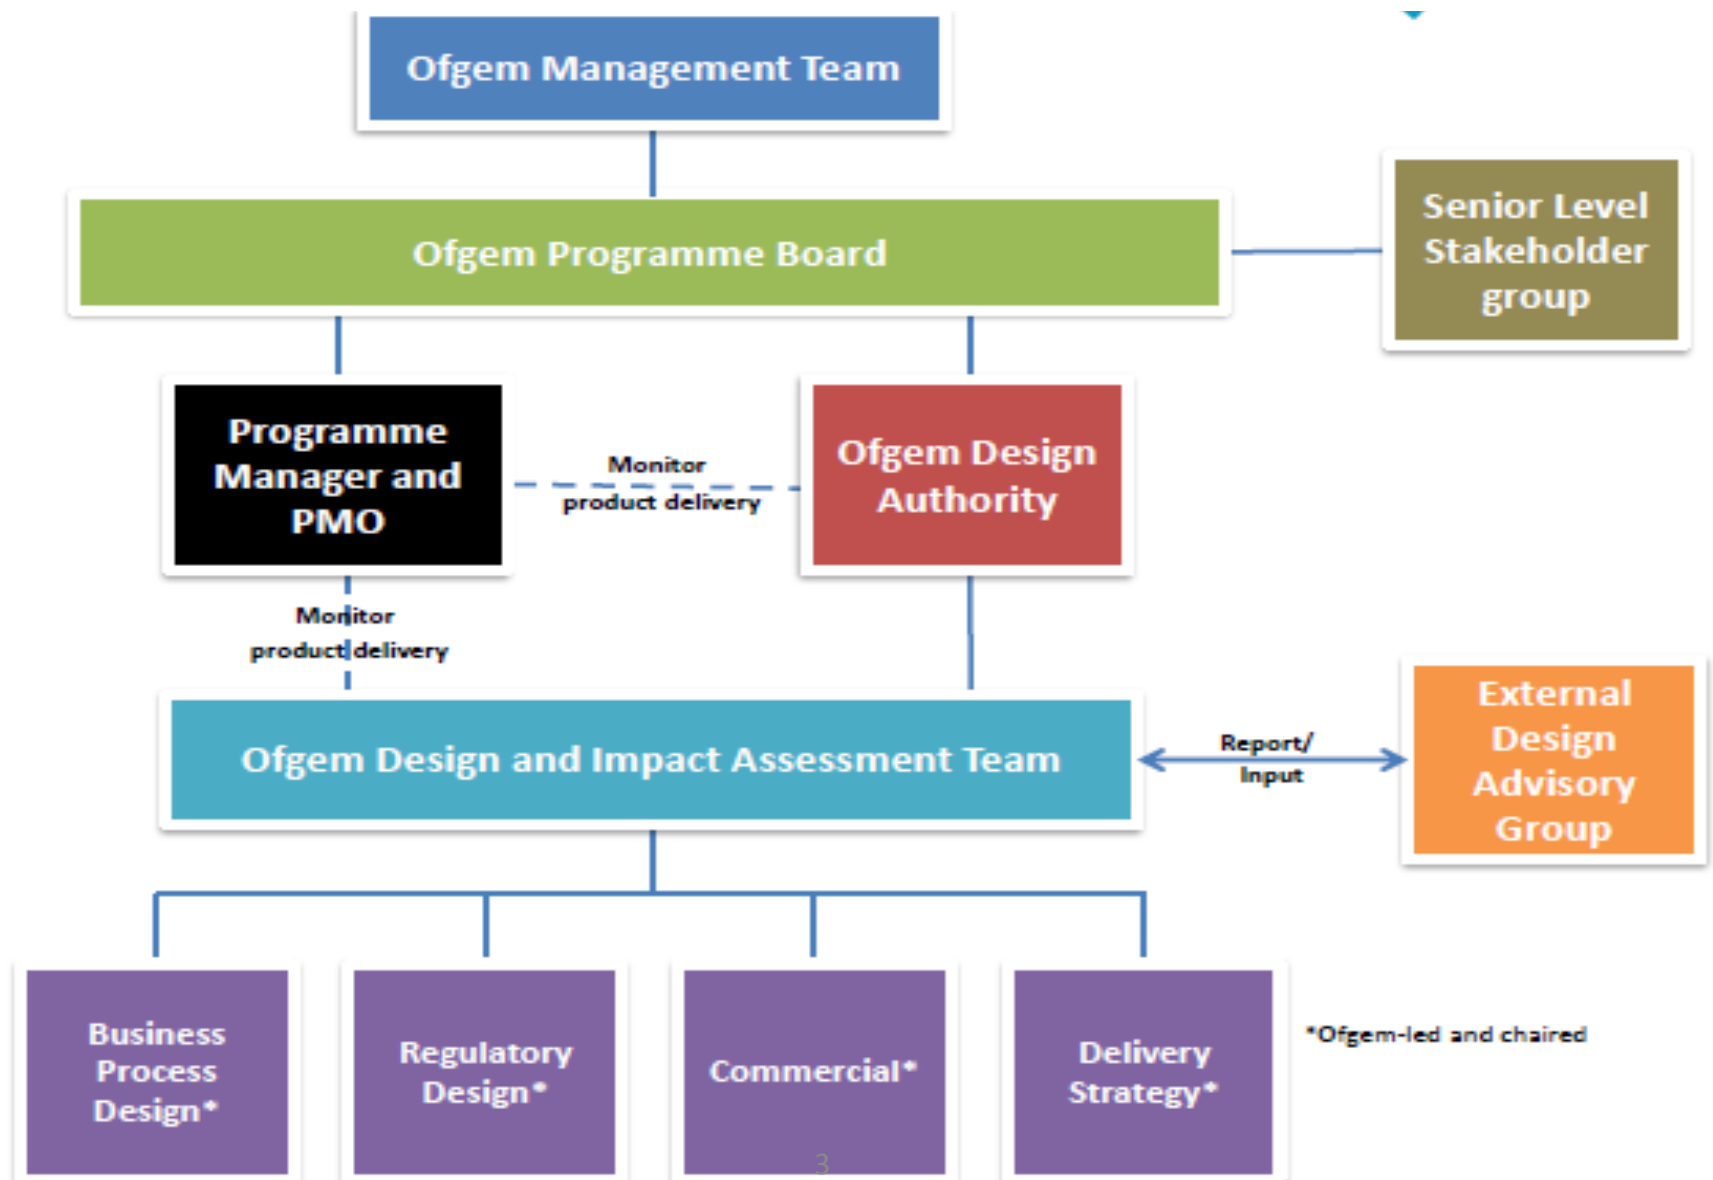 Ofgem Management Team
Ofgem Programme Board
Senior Level
Stakeholder
group
Programme
Manager and
PMO
Monitor
product delivery
Ofgem Design
Authority
Monitor
product delivery
Ofgem Design and Impact Assessment Team
Report/
Input
External
Design
Advisory
Group
Business
Process
Design*
Regulatory
Design*
Commercial*
Delivery
Strategy*
*Ofgem-led and chaired
3